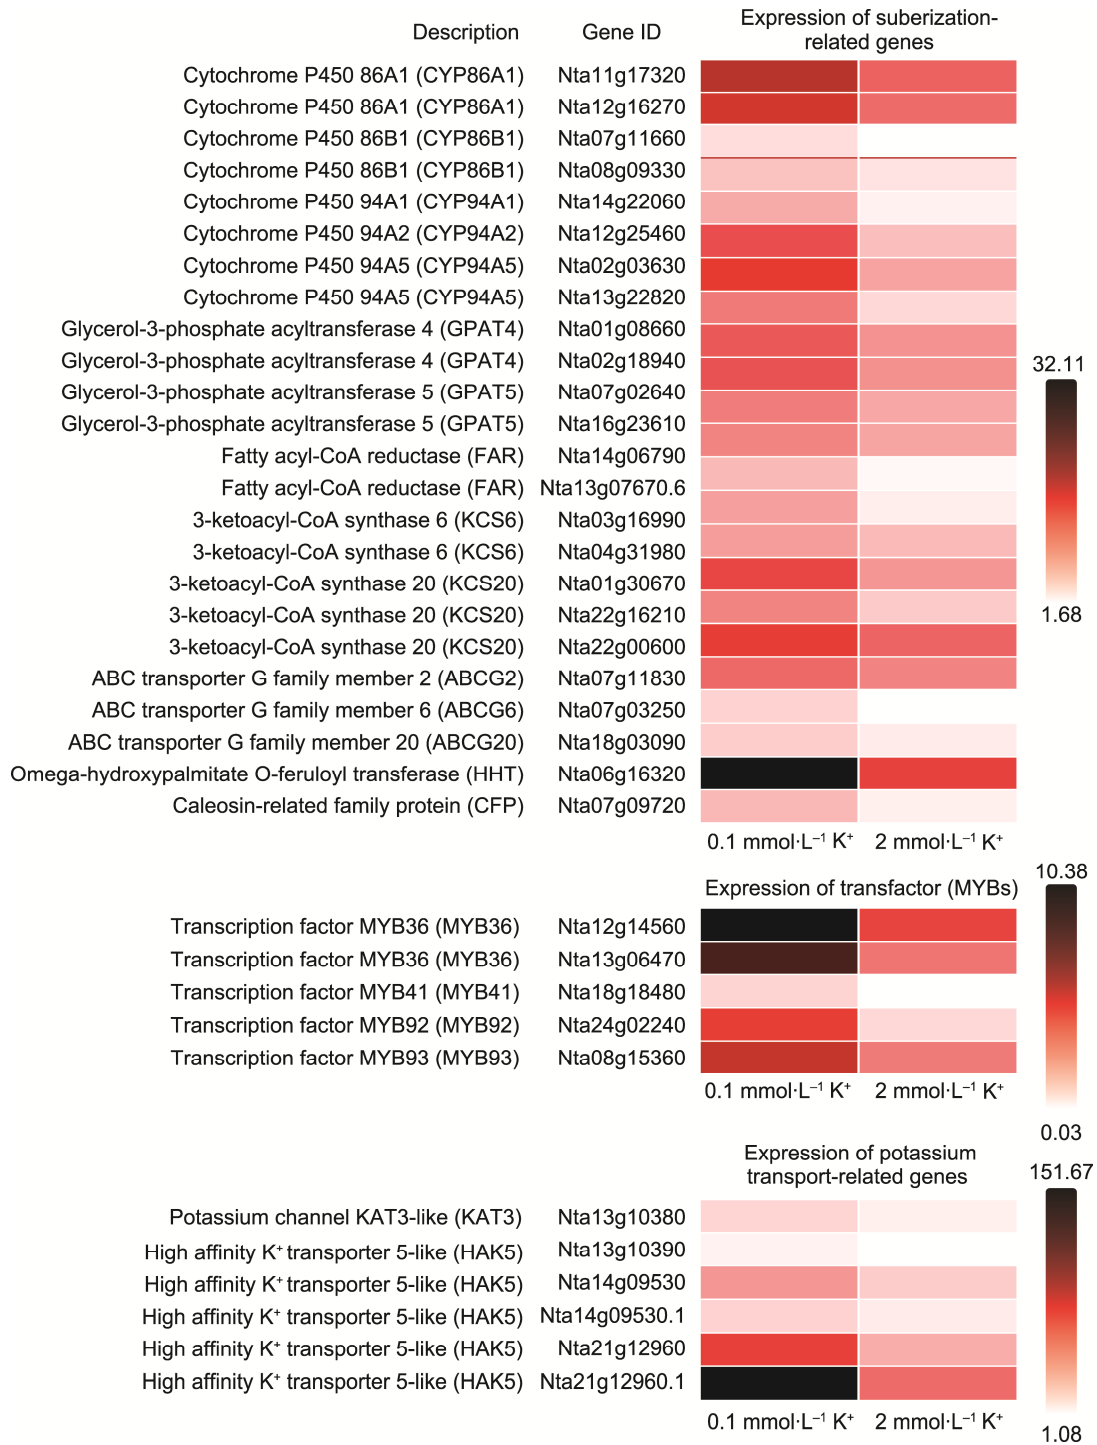 Description Gene ID Expression of suberization-
related genes
Cytochrome P450 86A1 (CYP86A1) Nta11g17320
Cytochrome P450 86A1 (CYP86A1) Nta12g16270
Cytochrome P450 86B1 (CYP86B1) Nta07g11660
Cytochrome P450 86B1 (CYP86B1) Nta08g09330
Cytochrome P450 94A1 (CYP94A1) Nta14g22060
Cytochrome P450 94A2 (CYP94A2) Nta12g25460
Cytochrome P450 94A5 (CYP94A5) Nta02g03630
Cytochrome P450 94A5 (CYP94A5) Nta13g22820
Glycerol-3-phosphate acyltransferase 4 (GPAT4) Nta01g08660
Glycerol-3-phosphate acyltransferase 4 (GPAT4) Nta02g18940
32.11
Glycerol-3-phosphate acyltransferase 5 (GPAT5) Nta07g02640
Glycerol-3-phosphate acyltransferase 5 (GPAT5) Nta16g23610
Fatty acyl-CoA reductase (FAR) Nta14g06790
Fatty acyl-CoA reductase (FAR) Nta13g07670.6
3-ketoacyl-CoA synthase 6 (KCS6) Nta03g16990
3-ketoacyl-CoA synthase 6 (KCS6) Nta04g31980
3-ketoacyl-CoA synthase 20 (KCS20) Nta01g30670
3-ketoacyl-CoA synthase 20 (KCS20) Nta22g16210
1.68
3-ketoacyl-CoA synthase 20 (KCS20) Nta22g00600
ABC transporter G family member 2 (ABCG2) Nta07g11830
ABC transporter G family member 6 (ABCG6) Nta07g03250
ABC transporter G family member 20 (ABCG20) Nta18g03090
Omega-hydroxypalmitate O-feruloyl transferase (HHT) Nta06g16320
Caleosin-related family protein (CFP) Nta07g09720
0.1 mmol·L⁻¹ K⁺ 2 mmol·L⁻¹ K⁺
10.38
Expression of transfactor (MYBs)
Transcription factor MYB36 (MYB36) Nta12g14560
Transcription factor MYB36 (MYB36) Nta13g06470
Transcription factor MYB41 (MYB41) Nta18g18480
Transcription factor MYB92 (MYB92) Nta24g02240
Transcription factor MYB93 (MYB93) Nta08g15360
0.1 mmol·L⁻¹ K⁺ 2 mmol·L⁻¹ K⁺
0.03
Expression of potassium
transport-related genes
151.67
Potassium channel KAT3-like (KAT3) Nta13g10380
High affinity K⁺ transporter 5-like (HAK5) Nta13g10390
High affinity K⁺ transporter 5-like (HAK5) Nta14g09530
High affinity K⁺ transporter 5-like (HAK5) Nta14g09530.1
High affinity K⁺ transporter 5-like (HAK5) Nta21g12960
High affinity K⁺ transporter 5-like (HAK5) Nta21g12960.1
0.1 mmol·L⁻¹ K⁺ 2 mmol·L⁻¹ K⁺
1.08